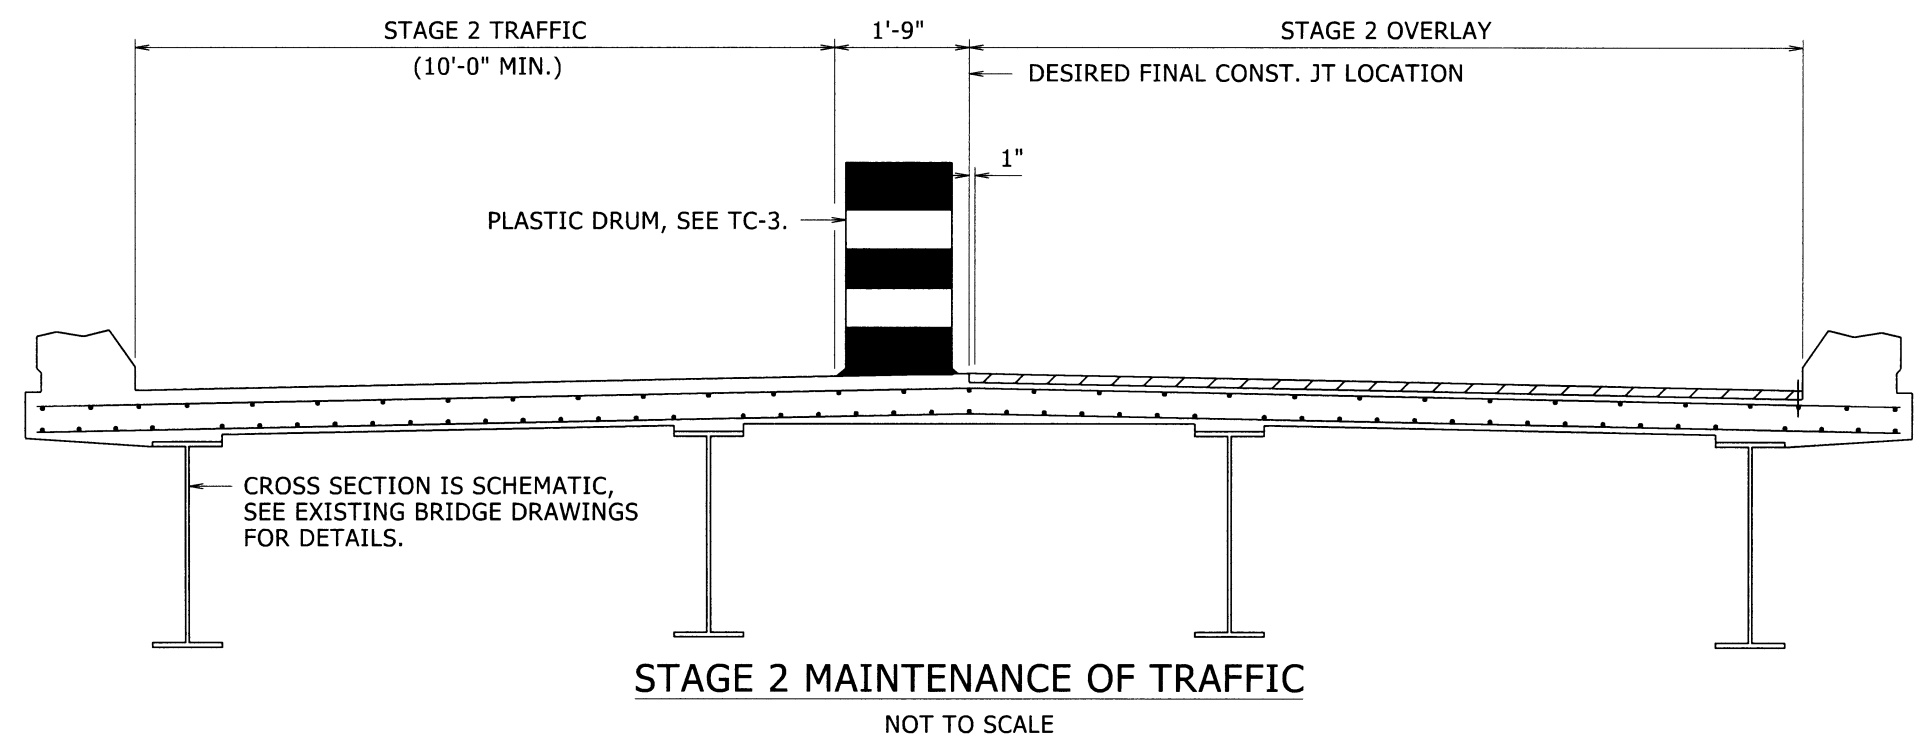 STAGE 2 TRAFFIC
(10'-0" MIN.)
1'-9"
STAGE 2 OVERLAY
DESIRED FINAL CONST. JT LOCATION
1"
PLASTIC DRUM, SEE TC-3.
CROSS SECTION IS SCHEMATIC,
SEE EXISTING BRIDGE DRAWINGS
FOR DETAILS.
STAGE 2 MAINTENANCE OF TRAFFIC
NOT TO SCALE